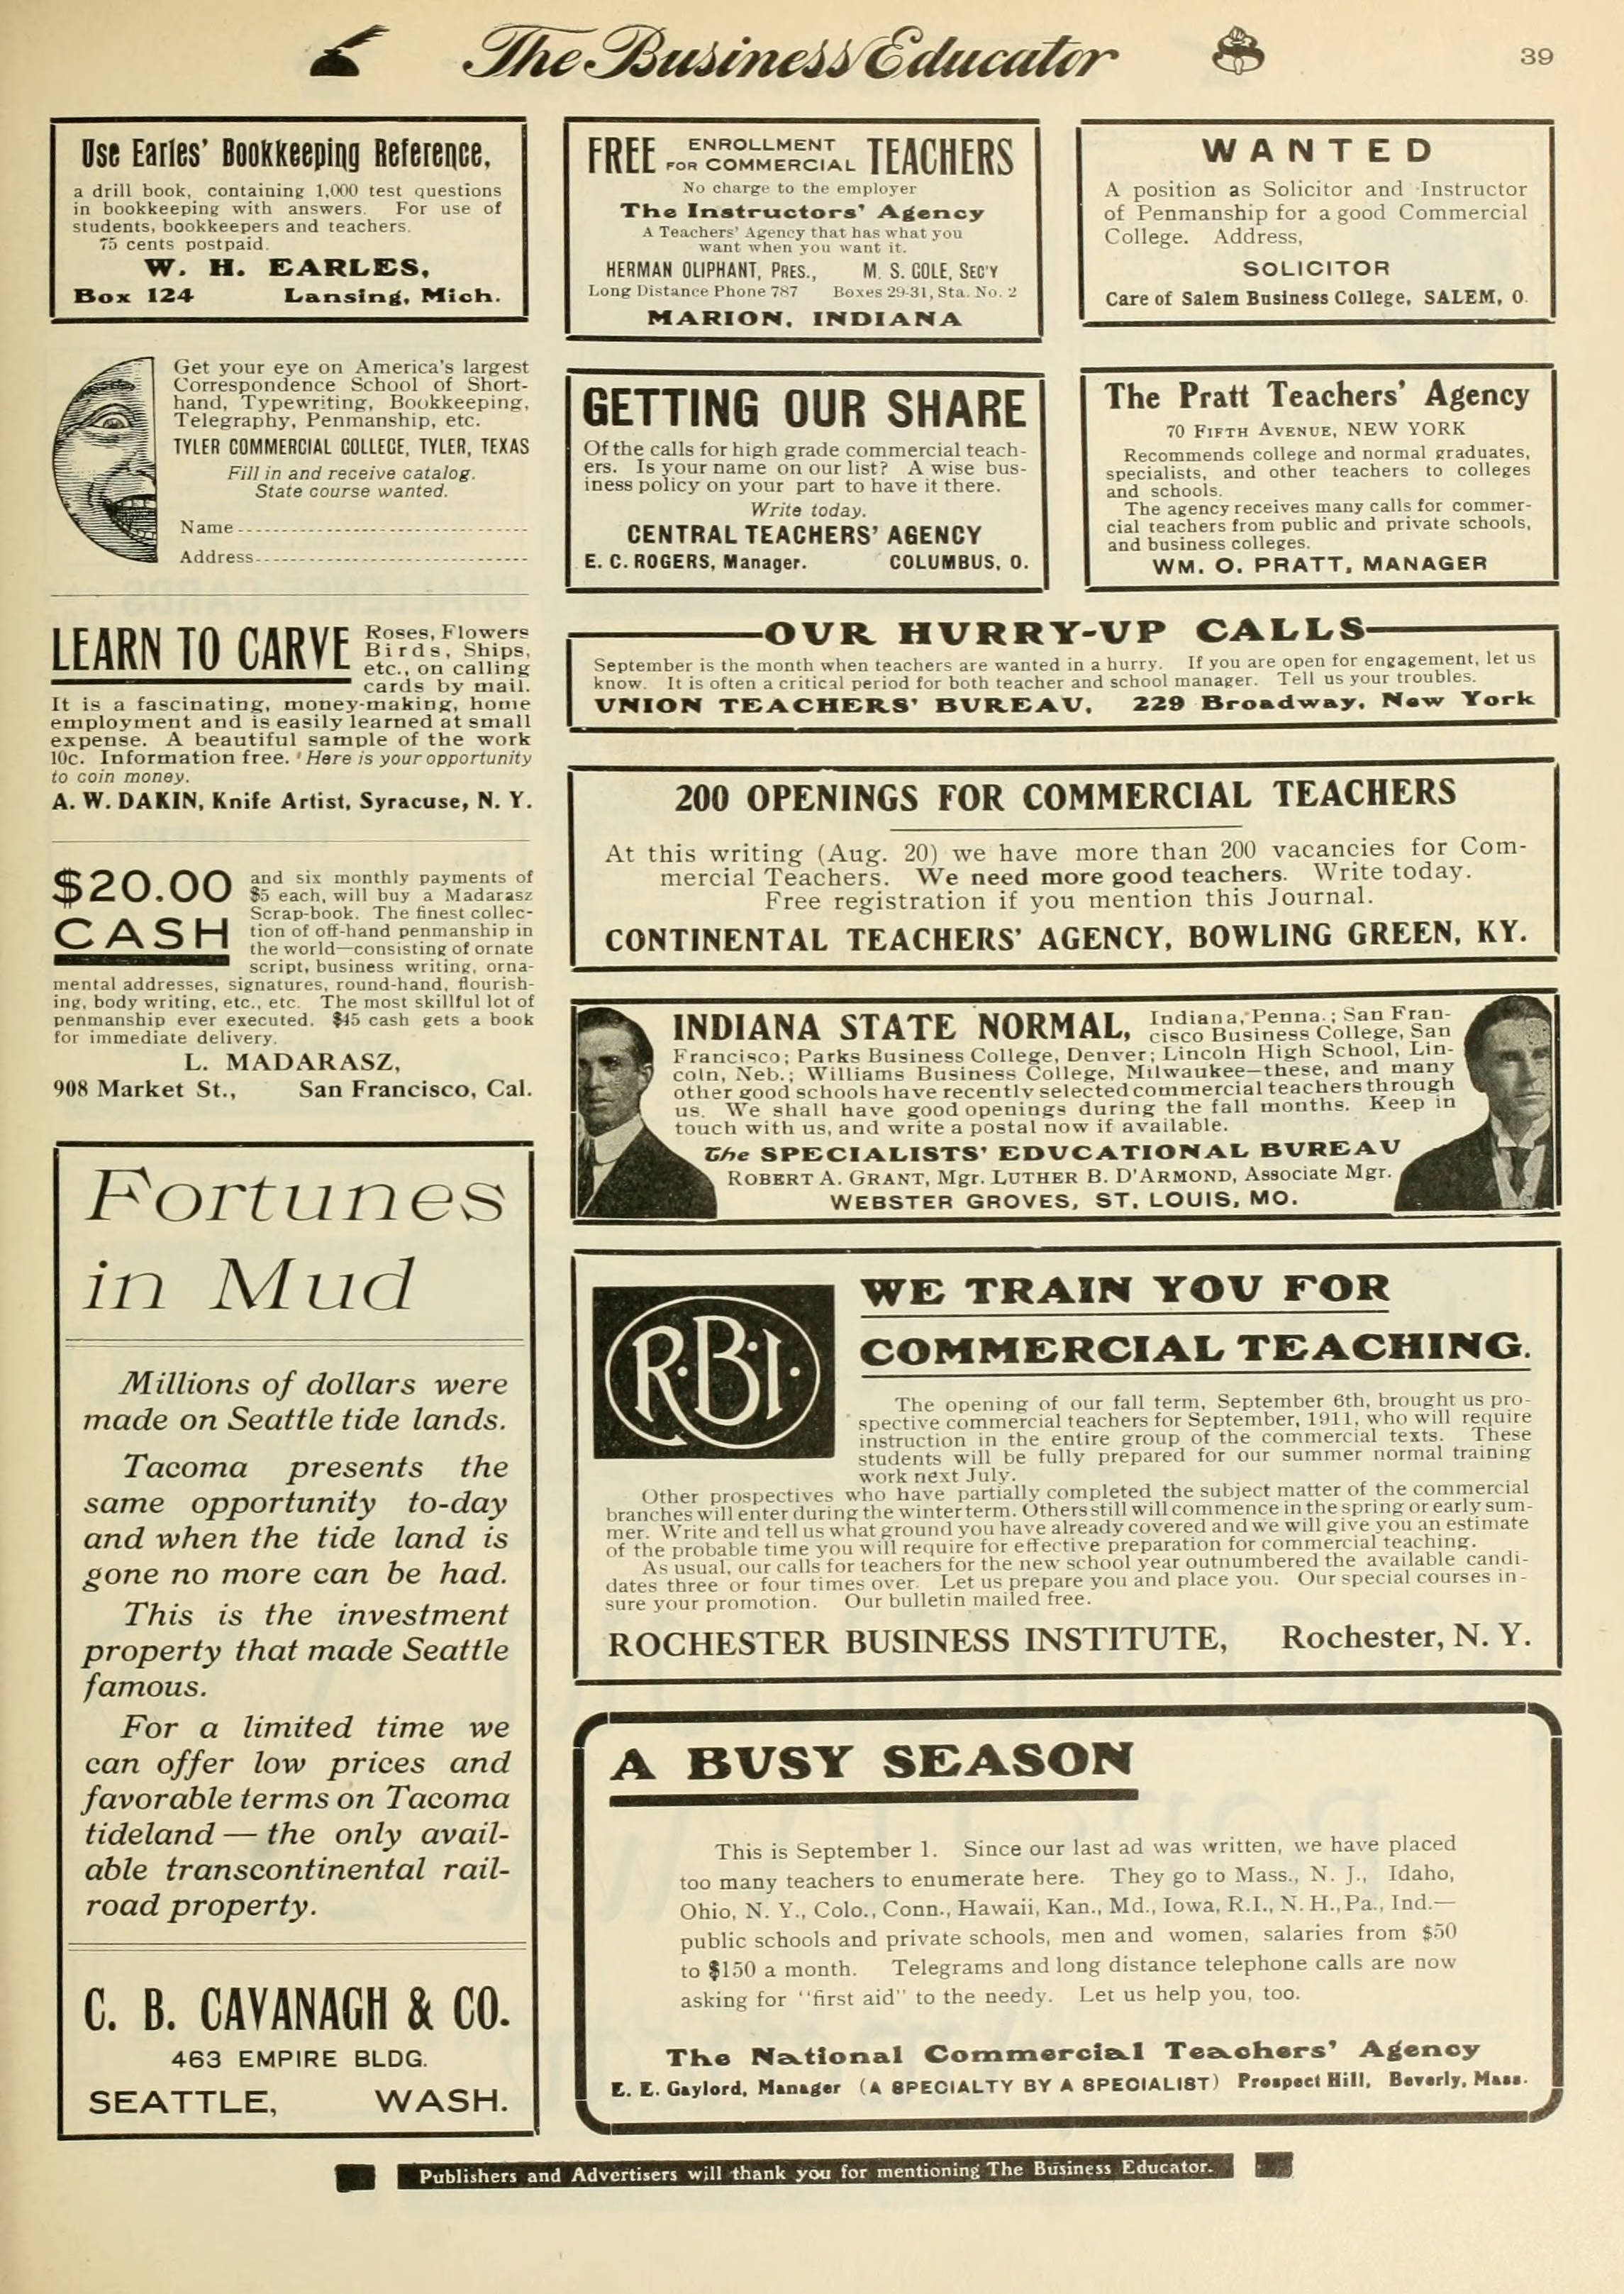 The Business Educator
39
Use Earles' Bookkeeping Reference,
a drill book, containing 1,000 test questions
in bookkeeping with answers. For use of
students, bookkeepers and teachers.
75 cents postpaid.
W. H. EARLES,
Box 124 Lansing, Mich.
Get your eye on America's largest
Correspondence School of Short-
hand, Typewriting, Bookkeeping,
Telegraphy, Penmanship, etc.
TYLER COMMERCIAL COLLEGE, TYLER, TEXAS
Fill in and receive catalog.
State course wanted.
Name
Address
LEARN TO CARVE
Roses, Flowers
Birds, Ships,
etc., on calling
cards by mail.
It is a fascinating, money-making, home
employment and is easily learned at small
expense. A beautiful sample of the work
10c. Information free. Here is your opportunity
to coin money.
A. W. DAKIN, Knife Artist, Syracuse, N. Y.
$20.00
CASH
and six monthly payments of
$5 each, will buy a Madarasz
Scrap-book. The finest collec-
tion of off-hand penmanship in
the world—consisting of ornate
script, business writing, orna-
mental addresses, signatures, round-hand, flourish-
ing, body writing, etc., etc. The most skillful lot of
penmanship ever executed. $45 cash gets a book
for immediate delivery.
L. MADARASZ,
908 Market St., San Francisco, Cal.
Fortunes
in Mud
Millions of dollars were
made on Seattle tide lands.
Tacoma presents the
same opportunity to-day
and when the tide land is
gone no more can be had.
This is the investment
property that made Seattle
famous.
For a limited time we
can offer low prices and
favorable terms on Tacoma
tideland — the only avail-
able transcontinental rail-
road property.
C. B. CAVANAGH & CO.
463 EMPIRE BLDG.
SEATTLE, WASH.
FREE ENROLLMENT FOR COMMERCIAL TEACHERS
No charge to the employer
The Instructors' Agency
A Teachers' Agency that has what you
want when you want it.
HERMAN OLIPHANT, PRES., M. S. COLE, SEC'Y
Long Distance Phone 787 Boxes 29-31, Sta. No. 2
MARION, INDIANA
WANTED
A position as Solicitor and Instructor
of Penmanship for a good Commercial
College. Address,
SOLICITOR
Care of Salem Business College, SALEM, O.
GETTING OUR SHARE
Of the calls for high grade commercial teach-
ers. Is your name on our list? A wise bus-
iness policy on your part to have it there.
Write today.
CENTRAL TEACHERS' AGENCY
E. C. ROGERS, Manager. COLUMBUS, O.
The Pratt Teachers' Agency
70 FIFTH AVENUE, NEW YORK
Recommends college and normal graduates,
specialists, and other teachers to colleges
and schools.
The agency receives many calls for commer-
cial teachers from public and private schools,
and business colleges.
WM. O. PRATT, MANAGER
OUR HURRY-UP CALLS
September is the month when teachers are wanted in a hurry. If you are open for engagement, let us
know. It is often a critical period for both teacher and school manager. Tell us your troubles.
UNION TEACHERS' BUREAU, 229 Broadway, New York
200 OPENINGS FOR COMMERCIAL TEACHERS
At this writing (Aug. 20) we have more than 200 vacancies for Com-
mercial Teachers. We need more good teachers. Write today.
Free registration if you mention this Journal.
CONTINENTAL TEACHERS' AGENCY, BOWLING GREEN, KY.
INDIANA STATE NORMAL, Indiana, Penna.; San Fran-
cisco Business College, San
Francisco; Parks Business College, Denver; Lincoln High School, Lin-
coln, Neb.; Williams Business College, Milwaukee—these, and many
other good schools have recently selected commercial teachers through
us. We shall have good openings during the fall months. Keep in
touch with us, and write a postal now if available.
The SPECIALISTS' EDUCATIONAL BUREAU
ROBERT A. GRANT, Mgr. LUTHER B. D'ARMOND, Associate Mgr.
WEBSTER GROVES, ST. LOUIS, MO.
R·B·I·
WE TRAIN YOU FOR
COMMERCIAL TEACHING.
The opening of our fall term, September 6th, brought us pro-
spective commercial teachers for September, 1911, who will require
instruction in the entire group of the commercial texts. These
students will be fully prepared for our summer normal training
work next July.
Other prospectives who have partially completed the subject matter of the commercial
branches will enter during the winter term. Others still will commence in the spring or early sum-
mer. Write and tell us what ground you have already covered and we will give you an estimate
of the probable time you will require for effective preparation for commercial teaching.
As usual, our calls for teachers for the new school year outnumbered the available candi-
dates three or four times over. Let us prepare you and place you. Our special courses in-
sure your promotion. Our bulletin mailed free.
ROCHESTER BUSINESS INSTITUTE, Rochester, N. Y.
A BUSY SEASON
This is September 1. Since our last ad was written, we have placed
too many teachers to enumerate here. They go to Mass., N. J., Idaho,
Ohio, N. Y., Colo., Conn., Hawaii, Kan., Md., Iowa, R.I., N. H., Pa., Ind.—
public schools and private schools, men and women, salaries from $50
to $150 a month. Telegrams and long distance telephone calls are now
asking for "first aid" to the needy. Let us help you, too.
The National Commercial Teachers' Agency
E. E. Gaylord, Manager (A SPECIALTY BY A SPECIALIST) Prospect Hill, Beverly, Mass.
Publishers and Advertisers will thank you for mentioning The Business Educator.